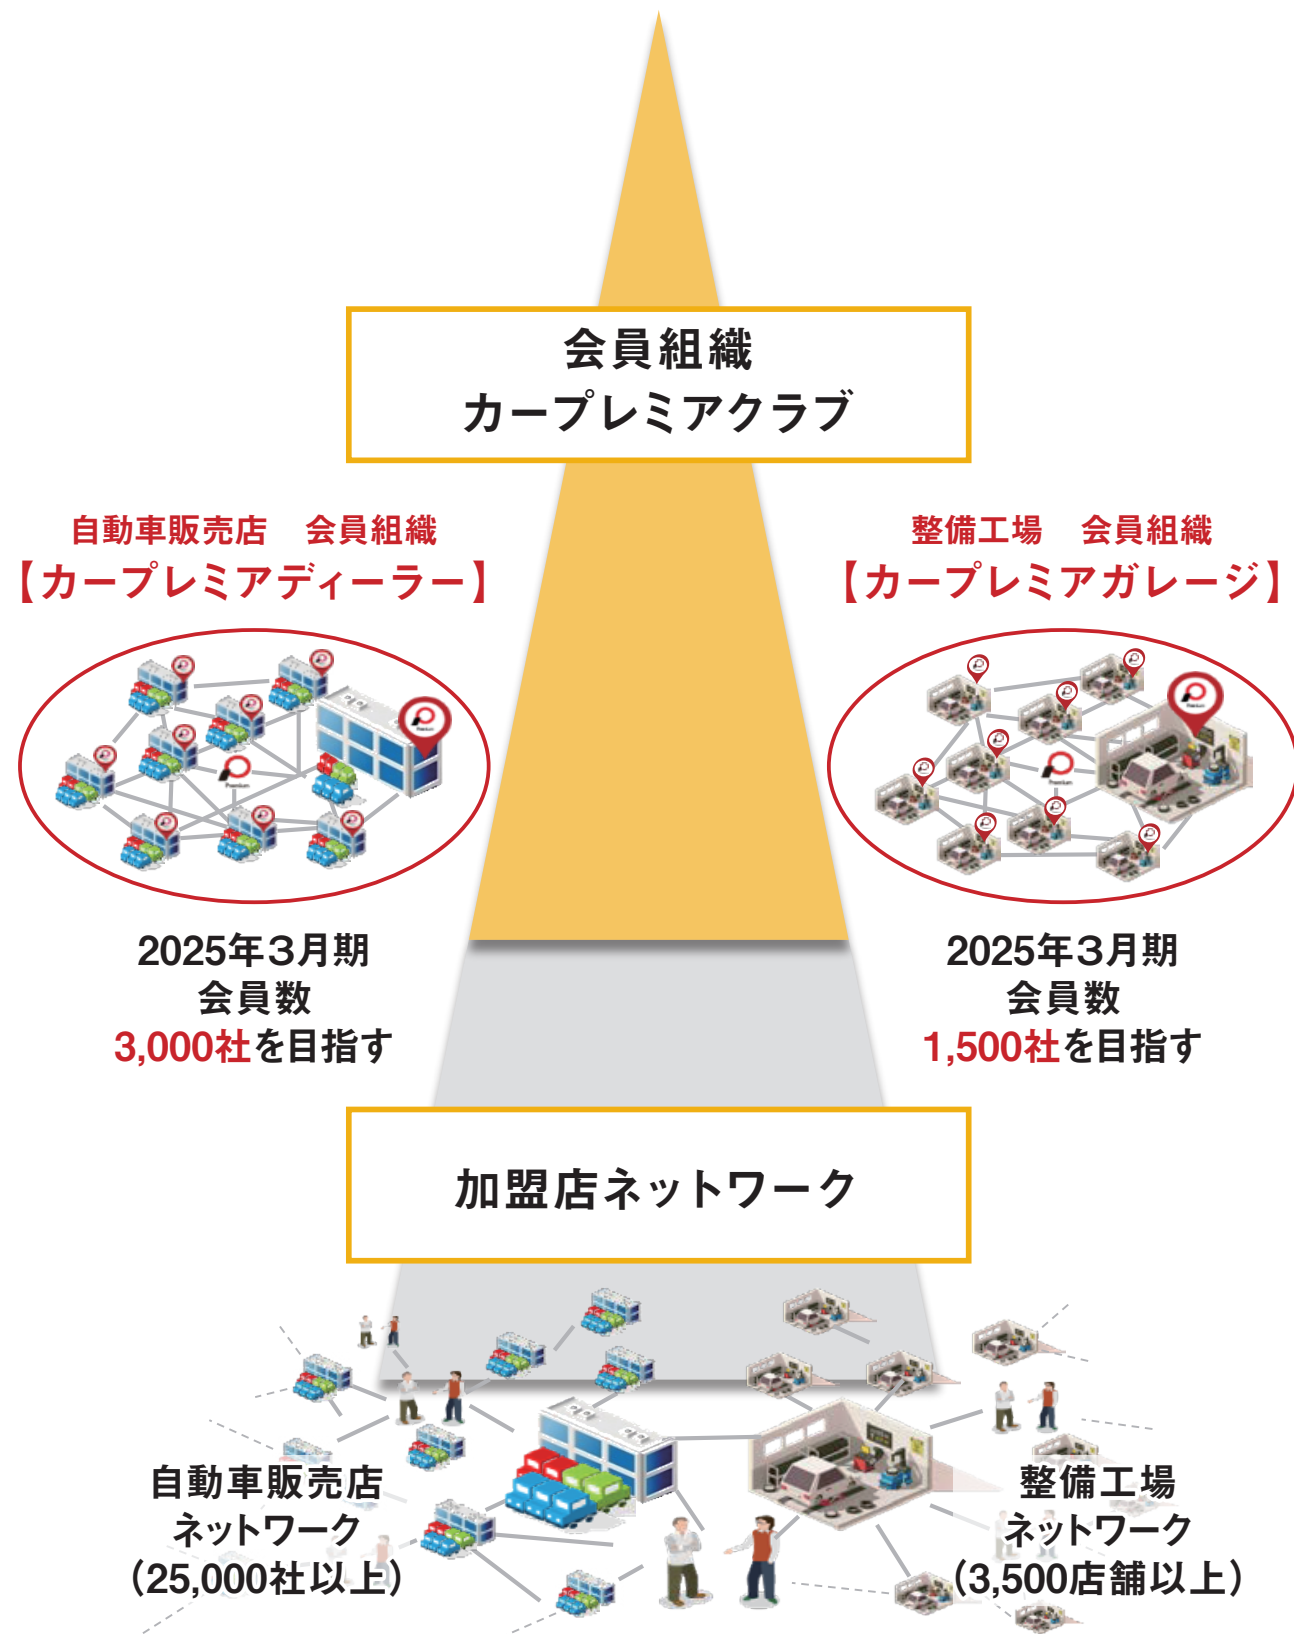 会員組織
カープレミアクラブ
自動車販売店　会員組織
【カープレミアディーラー】
整備工場　会員組織
【カープレミアガレージ】
Premium
Premium
2025年3月期
会員数
3,000社を目指す
2025年3月期
会員数
1,500社を目指す
加盟店ネットワーク
自動車販売店
ネットワーク
（25,000社以上）
整備工場
ネットワーク
（3,500店舗以上）